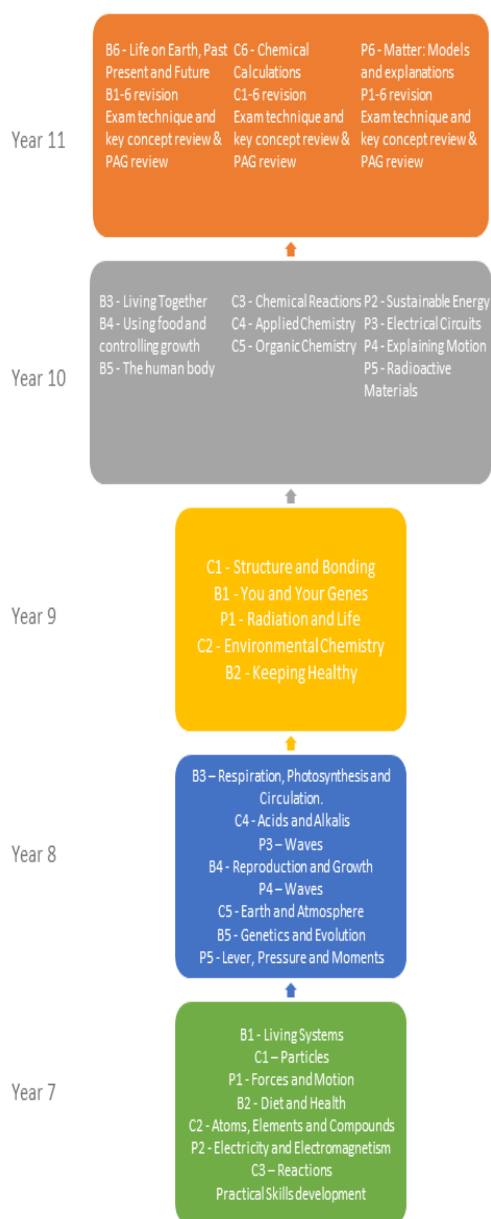 Year 11
B6 - Life on Earth, Past
Present and Future
B1-6 revision
Exam technique and
key concept review &
PAG review
C6 - Chemical
Calculations
C1-6 revision
Exam technique and
key concept review &
PAG review
P6 - Matter: Models
and explanations
P1-6 revision
Exam technique and
key concept review &
PAG review
Year 10
B3 - Living Together
B4 - Using food and
controlling growth
B5 - The human body
C3 - Chemical Reactions
C4 - Applied Chemistry
C5 - Organic Chemistry
P2 - Sustainable Energy
P3 - Electrical Circuits
P4 - Explaining Motion
P5 - Radioactive
Materials
Year 9
C1 - Structure and Bonding
B1 - You and Your Genes
P1 - Radiation and Life
C2 - Environmental Chemistry
B2 - Keeping Healthy
Year 8
B3 – Respiration, Photosynthesis and
Circulation.
C4 - Acids and Alkalis
P3 – Waves
B4 - Reproduction and Growth
P4 – Waves
C5 - Earth and Atmosphere
B5 - Genetics and Evolution
P5 - Lever, Pressure and Moments
Year 7
B1 - Living Systems
C1 – Particles
P1 - Forces and Motion
B2 - Diet and Health
C2 - Atoms, Elements and Compounds
P2 - Electricity and Electromagnetism
C3 – Reactions
Practical Skills development